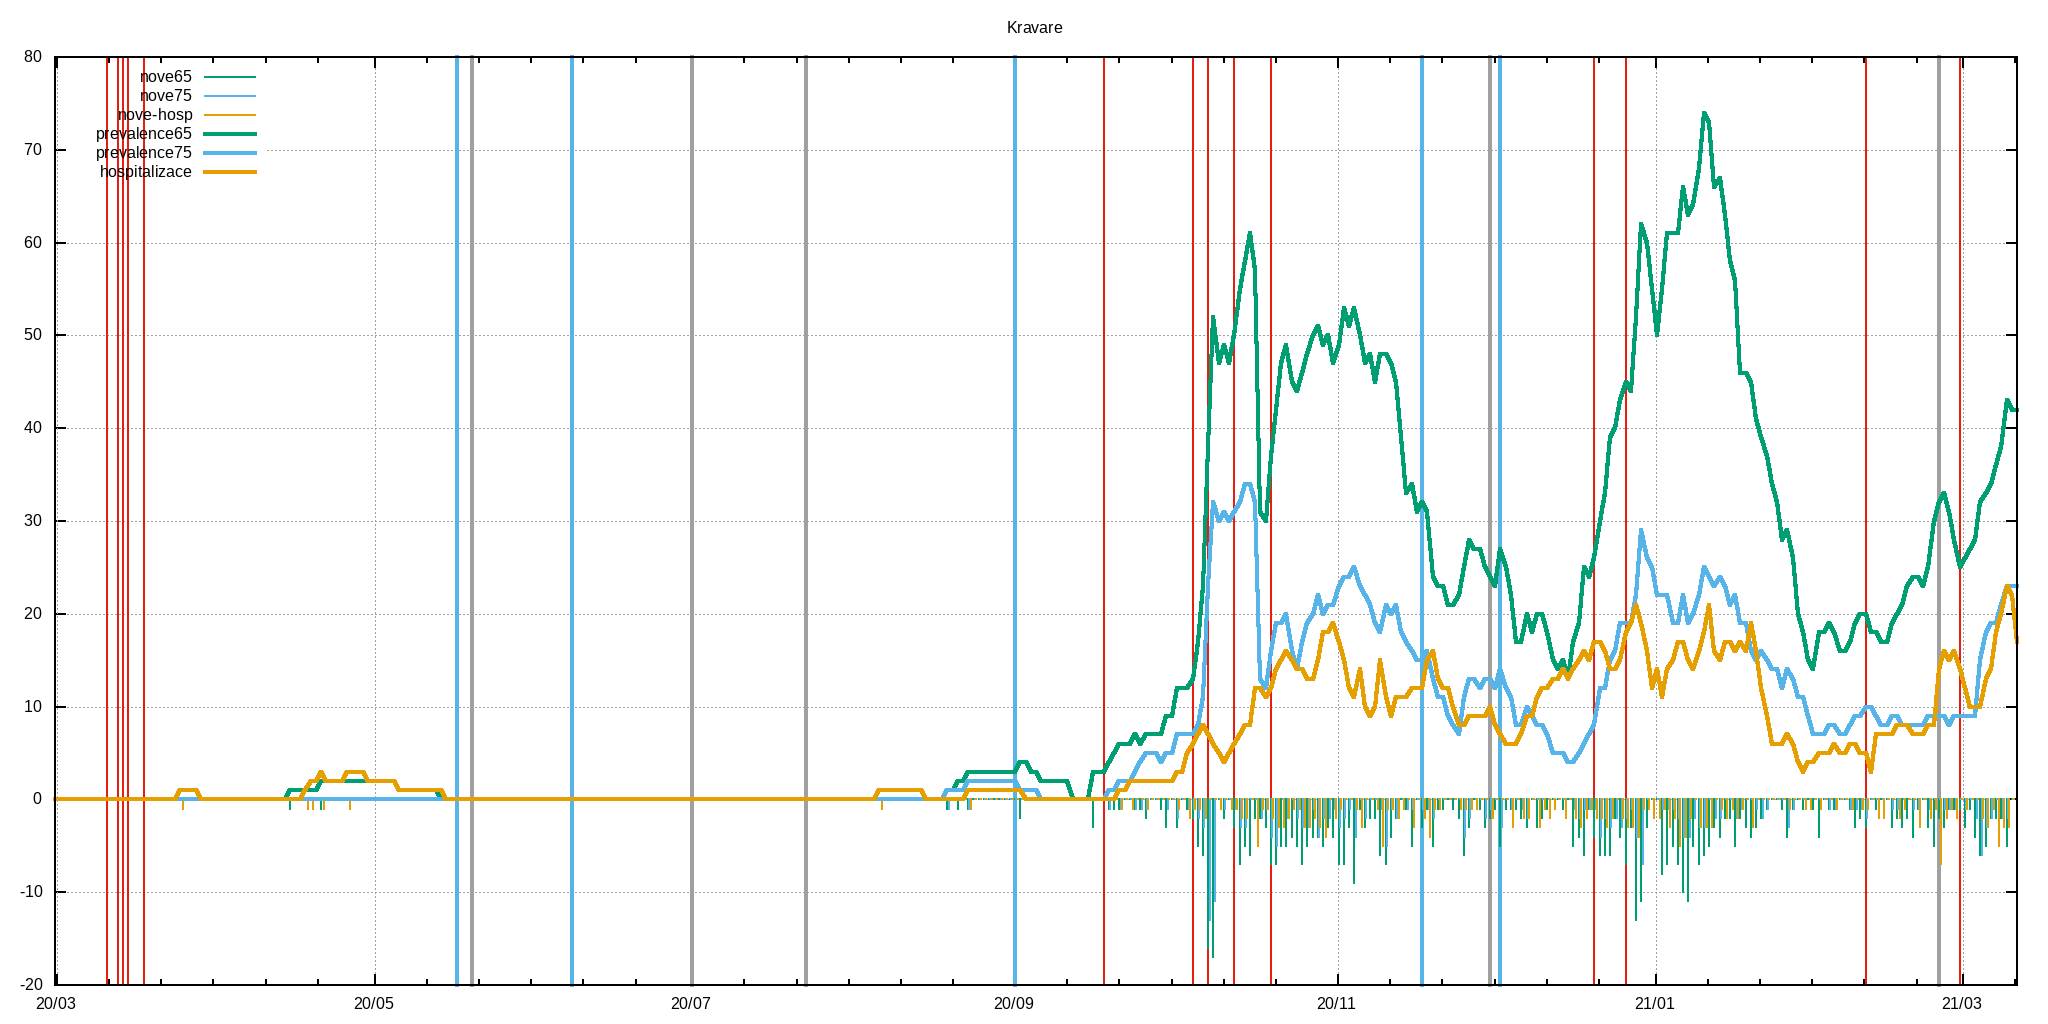 Kravare
80
70
60
50
40
30
20
10
0
-10
-20
nove65
nove75
nove-hosp
prevalence65
prevalence75
hospitalizace
20/03 20/05 20/07 20/09 20/11 21/01 21/03